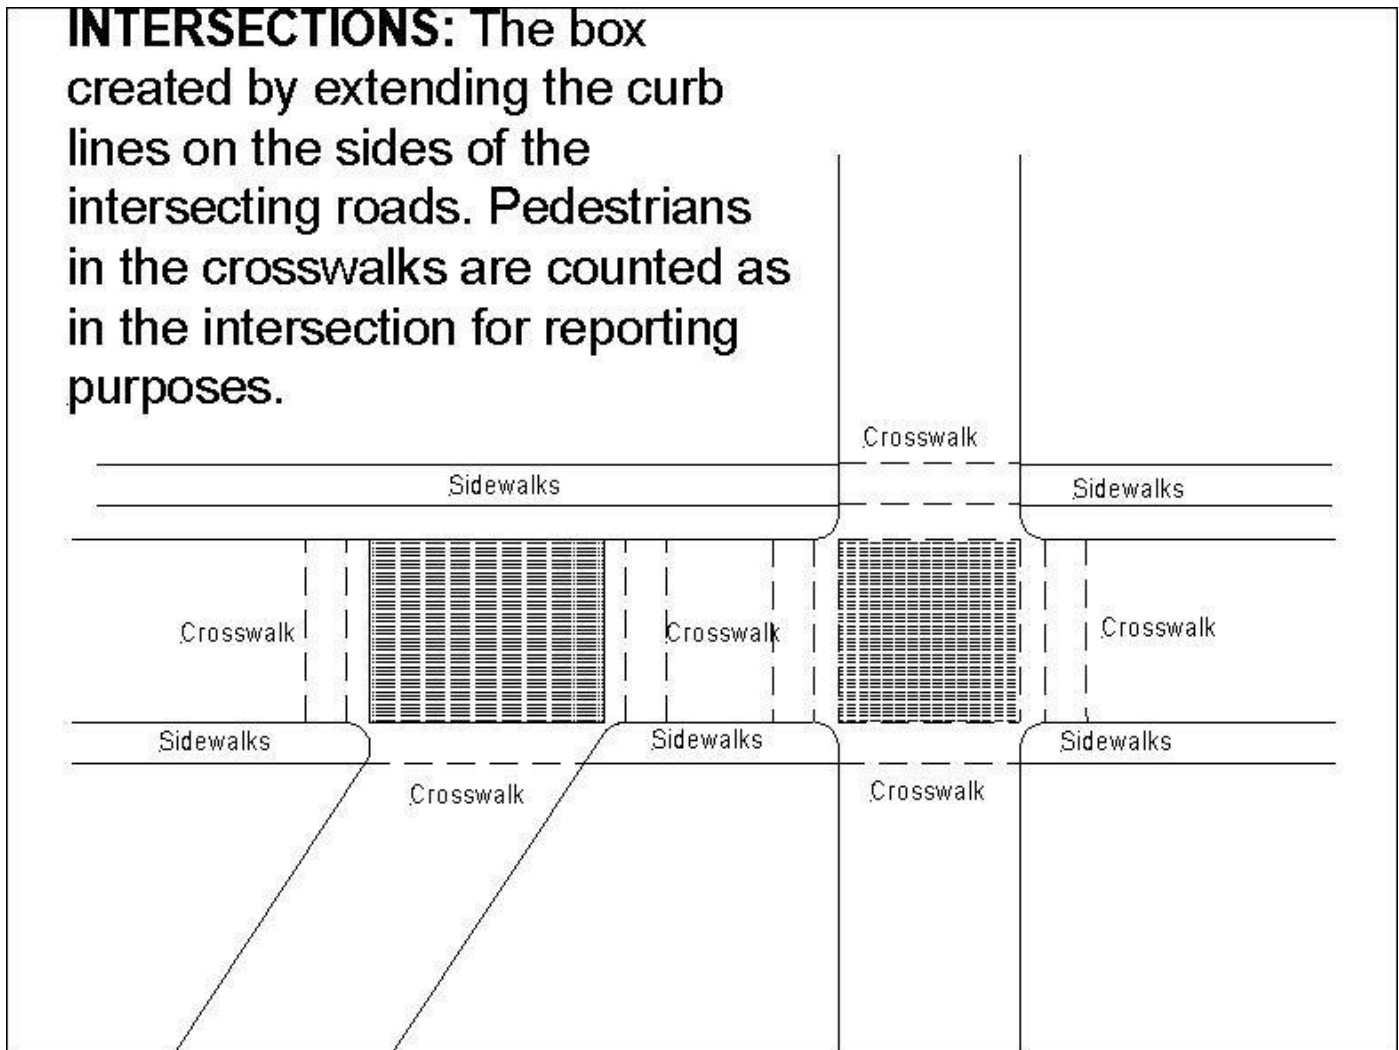 INTERSECTIONS: The box
created by extending the curb
lines on the sides of the
intersecting roads. Pedestrians
in the crosswalks are counted as
in the intersection for reporting
purposes.
Crosswalk
Sidewalks
Sidewalks
Crosswalk
Crosswalk
Crosswalk
Sidewalks
Sidewalks
Sidewalks
Crosswalk
Crosswalk